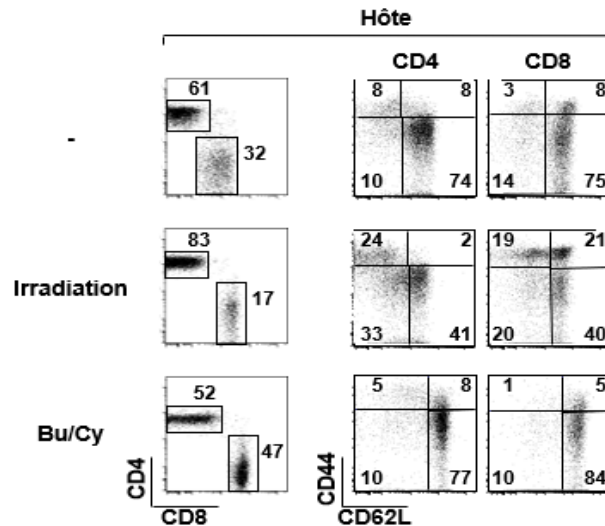 Hôte
CD4 CD8
-
61
32
8 8
10 74
3 8
14 75
Irradiation
83
17
24 2
33 41
19 21
20 40
Bu/Cy
52
47
5 8
10 77
1 5
10 84
CD4
CD8
CD44
CD62L